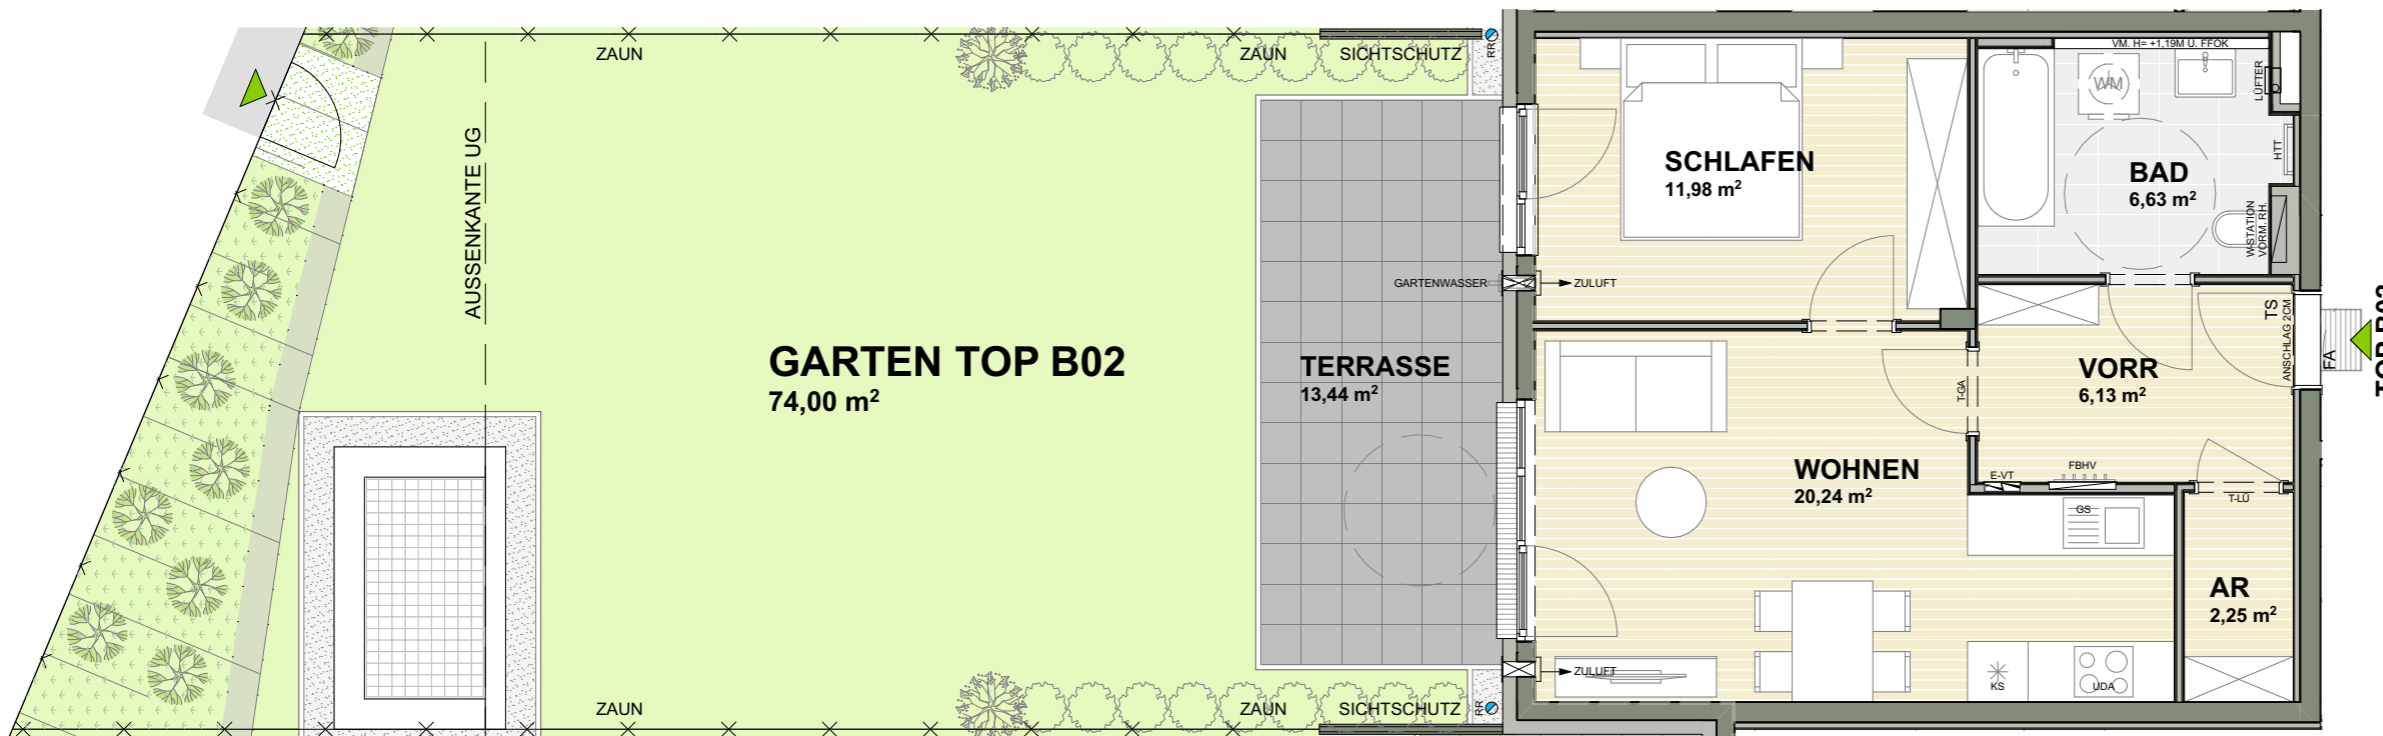 ZAUN
ZAUN
SICHTSCHUTZ
RR
AUSSENKANTE UG
GARTEN TOP B02
74,00 m²
TERRASSE
13,44 m²
GARTENWASSER
ZULUFT
SCHLAFEN
11,98 m²
VM. H= +1,19M Ü. FFOK
WM
LÜFTER
HTT
BAD
6,63 m²
W-STATION
VORM. RH.
TS
ANSCHLAG 2CM
FA
TOP B02
VORR
6,13 m²
T-GA
WOHNEN
20,24 m²
E-VT
FBHV
T-LÜ
GS
AR
2,25 m²
ZULUFT
KS
UDA
ZAUN
ZAUN
SICHTSCHUTZ
RR